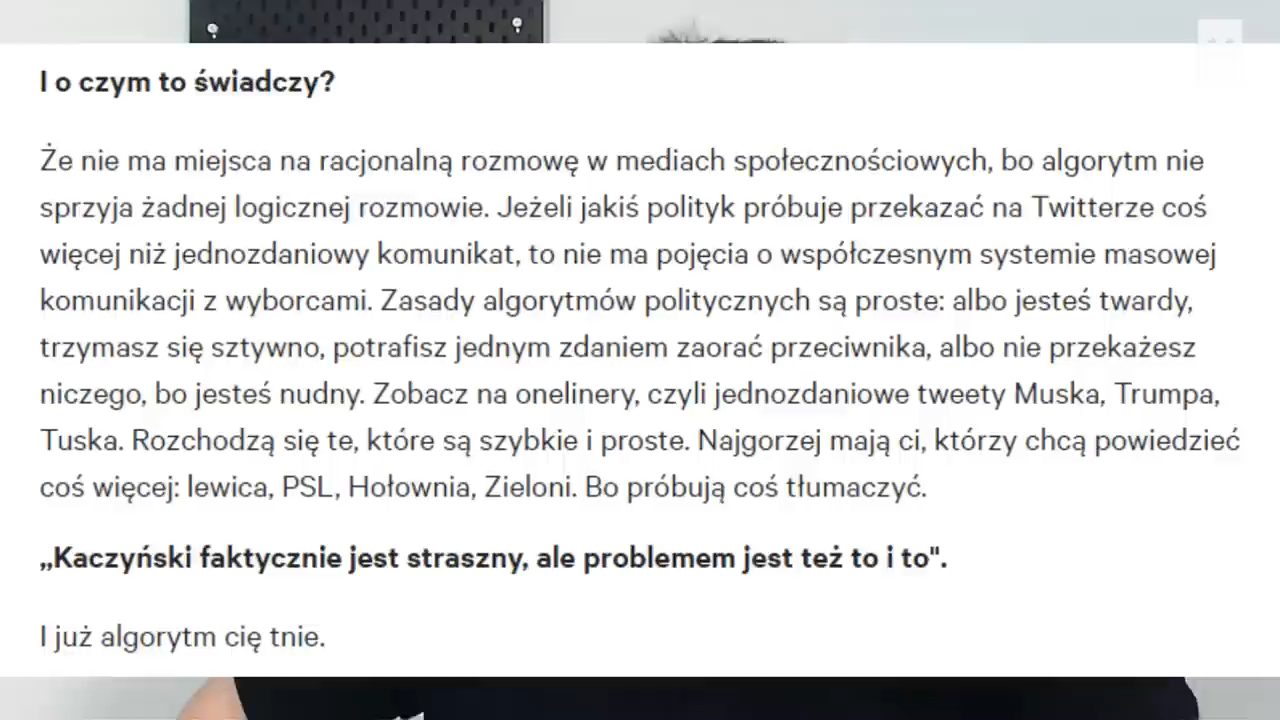 I o czym to świadczy?
Że nie ma miejsca na racjonalną rozmowę w mediach społecznościowych, bo algorytm nie
sprzyja żadnej logicznej rozmowie. Jeżeli jakiś polityk próbuje przekazać na Twitterze coś
więcej niż jednozdaniowy komunikat, to nie ma pojęcia o współczesnym systemie masowej
komunikacji z wyborcami. Zasady algorytmów politycznych są proste: albo jesteś twardy,
trzymasz się sztywno, potrafisz jednym zdaniem zaorać przeciwnika, albo nie przekażesz
niczego, bo jesteś nudny. Zobacz na onelinery, czyli jednozdaniowe tweety Muska, Trumpa,
Tuska. Rozchodzą się te, które są szybkie i proste. Najgorzej mają ci, którzy chcą powiedzieć
coś więcej: lewica, PSL, Hołownia, Zieloni. Bo próbują coś tłumaczyć.
„Kaczyński faktycznie jest straszny, ale problemem jest też to i to".
I już algorytm cię tnie.